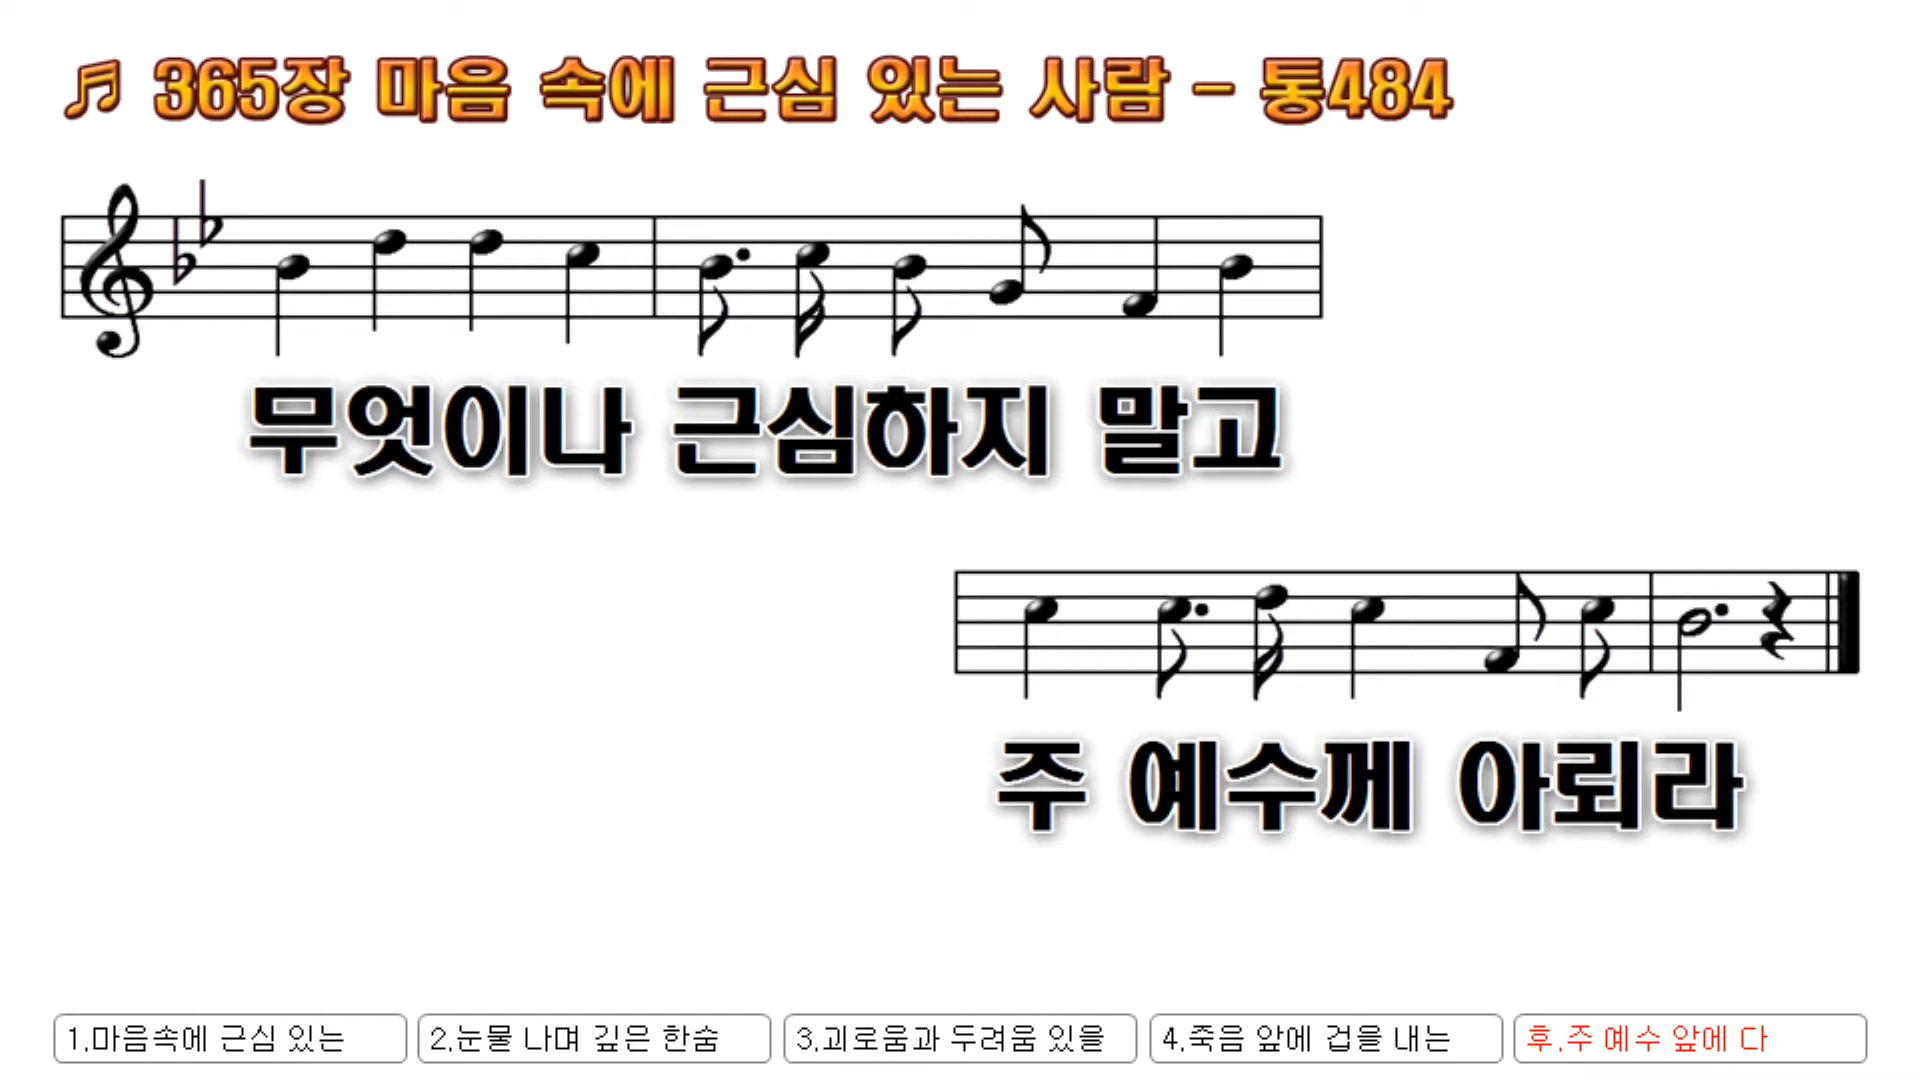 ♬ 365장 마음 속에 근심 있는 사람 - 통484
무엇이나 근심하지 말고
주 예수께 아뢰라
1.마음속에 근심 있는
2.눈물 나며 깊은 한숨
3.괴로움과 두려움 있을
4.죽음 앞에 겁을 내는
후.주 예수 앞에 다